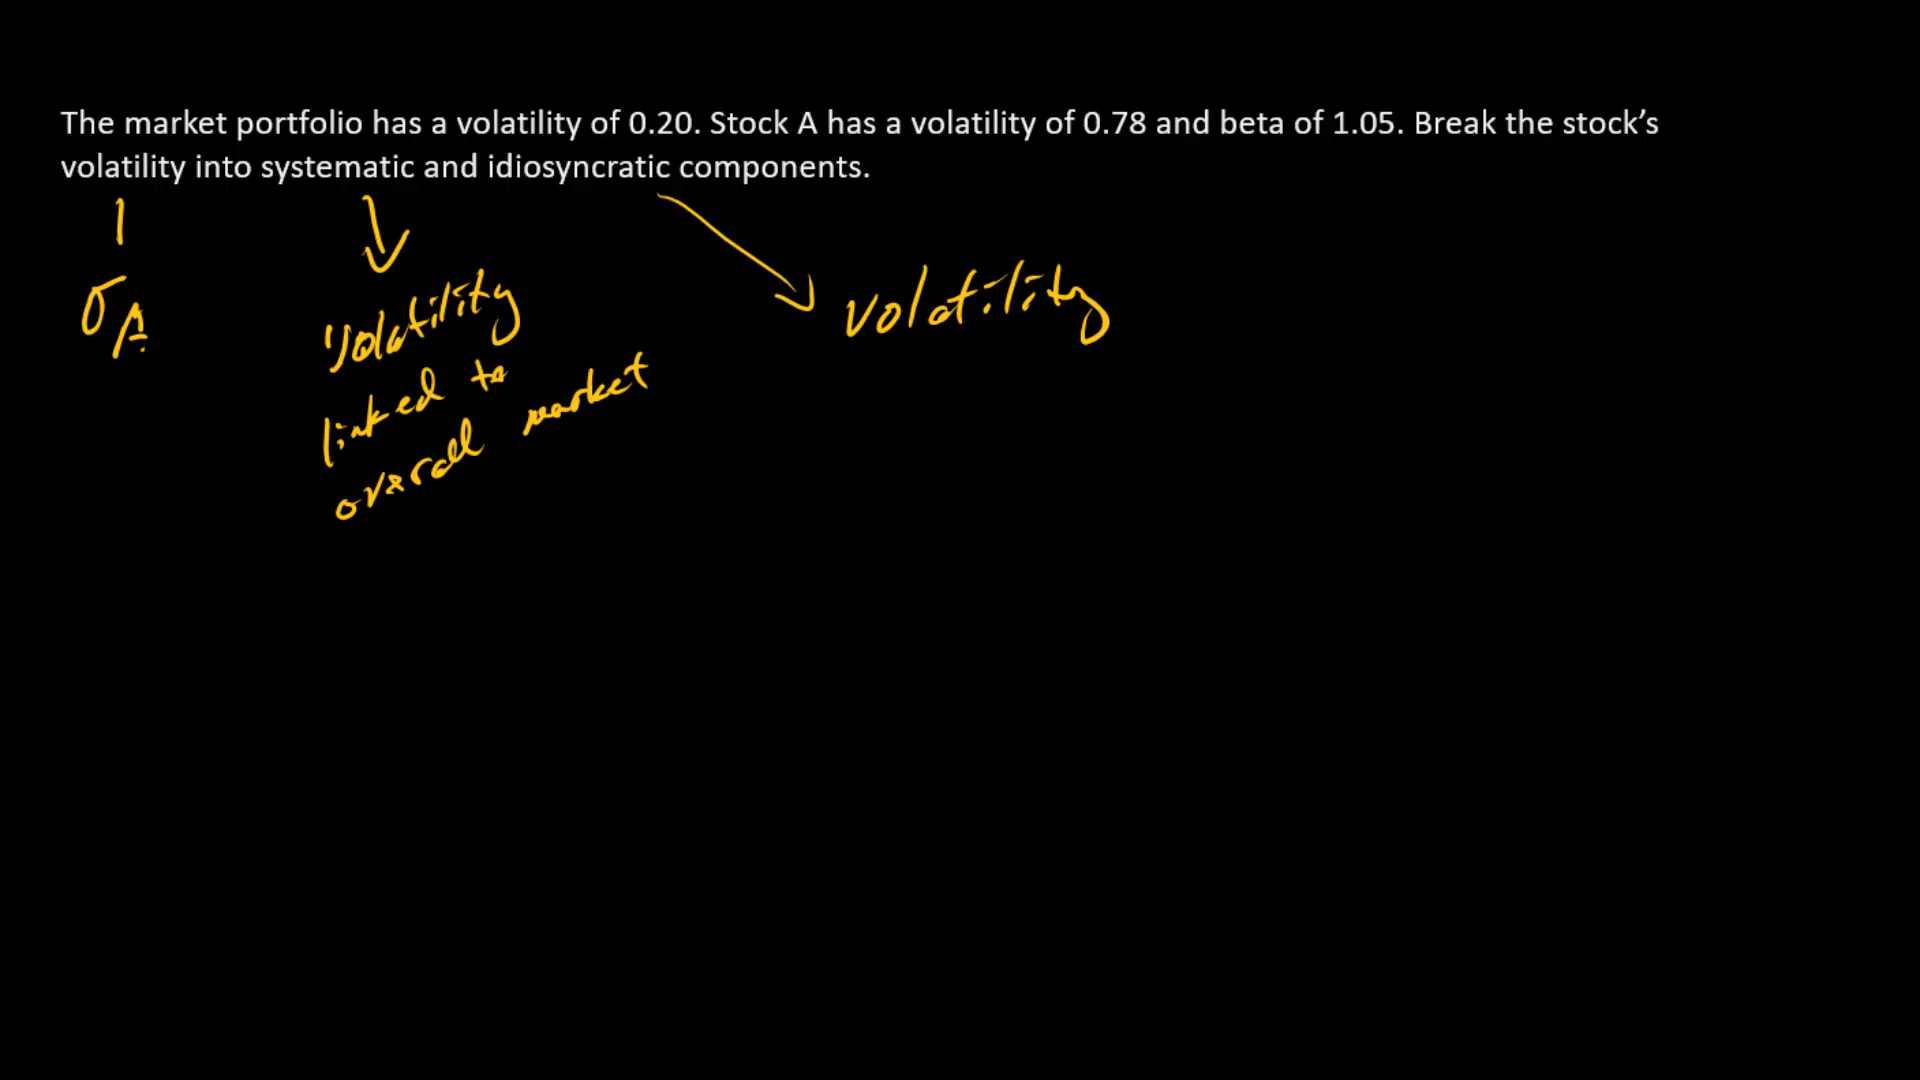 The market portfolio has a volatility of 0.20. Stock A has a volatility of 0.78 and beta of 1.05. Break the stock’s
volatility into systematic and idiosyncratic components.
σA
volatility
linked to
overall market
volatility